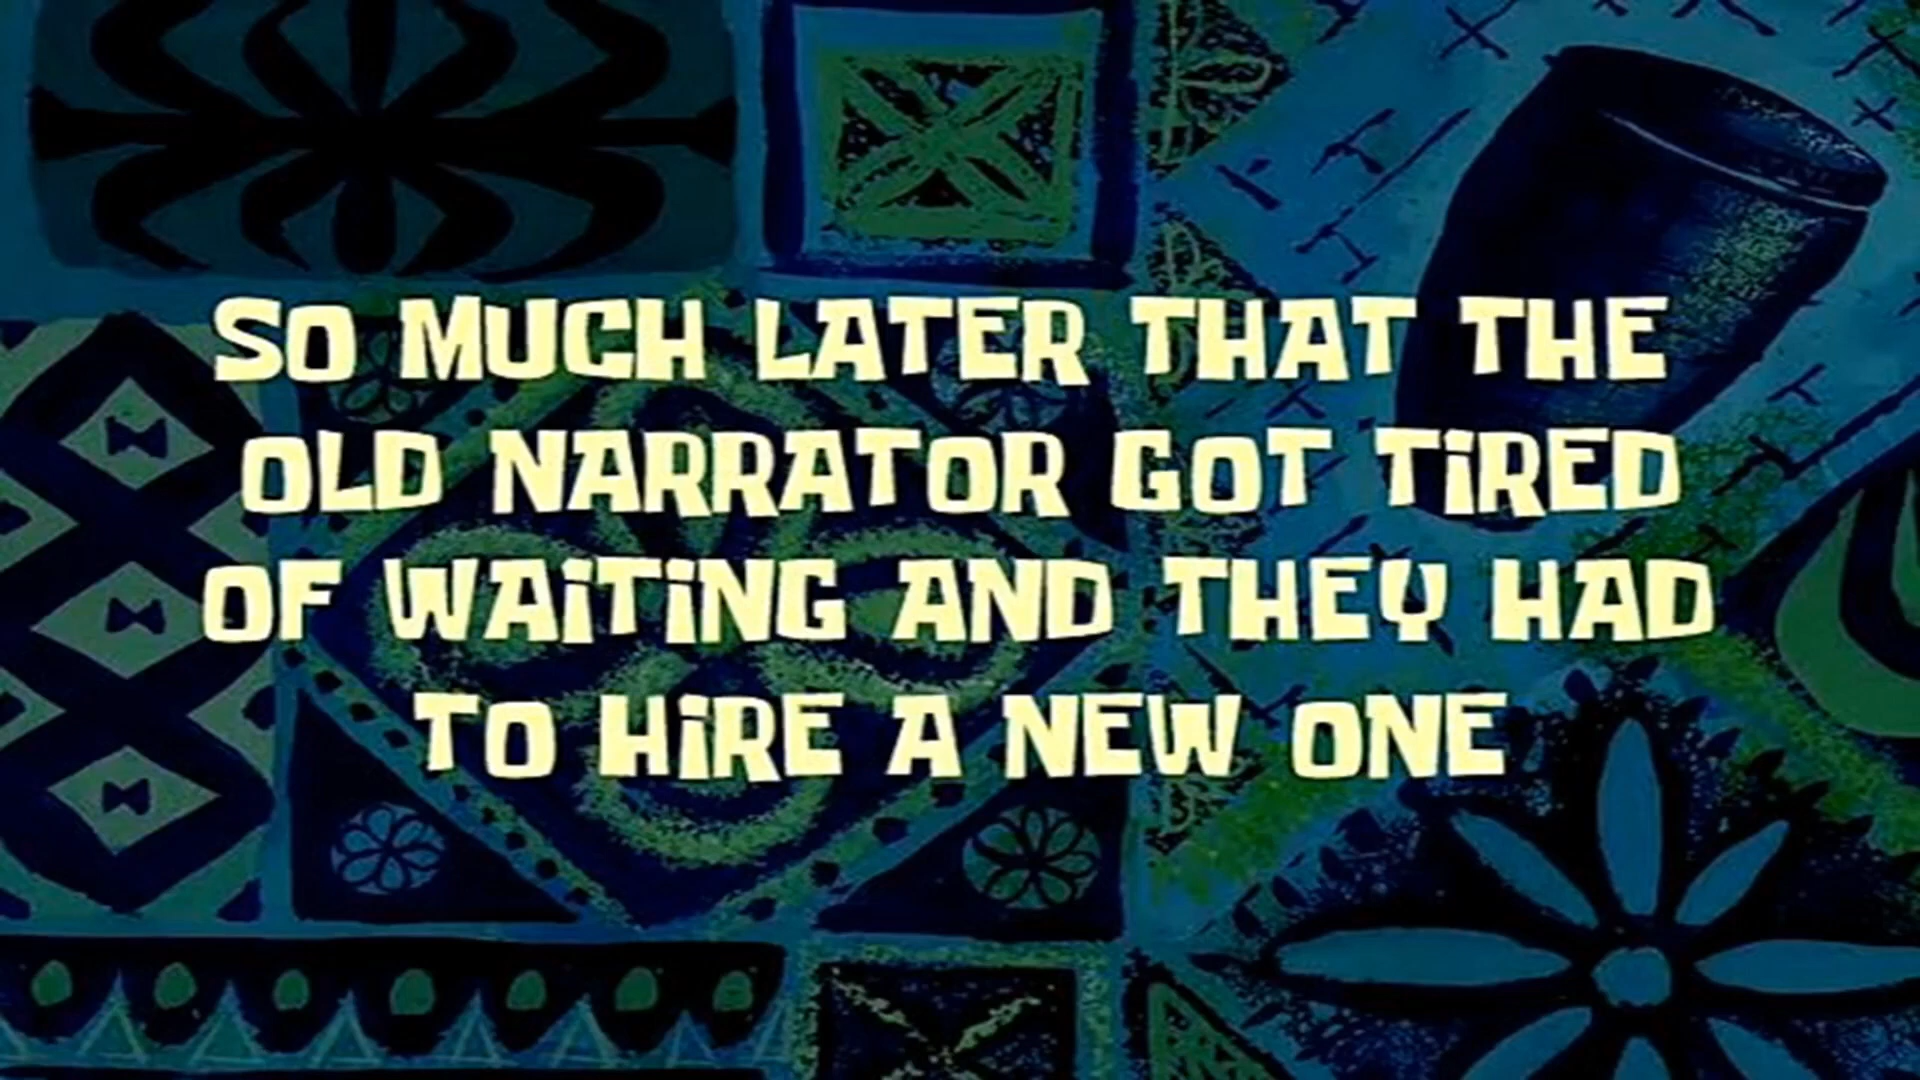 SO MUCH LATER THAT THE
OLD NARRATOR GOT TiRED
OF WAiTiNG AND THEY HAD
TO HiRE A NEW ONE